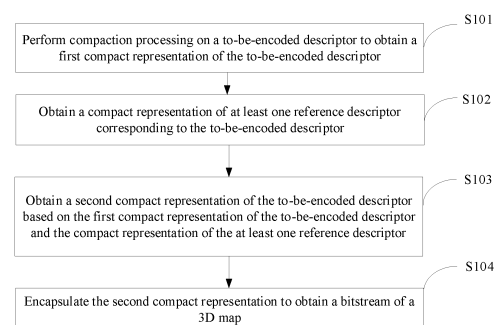 S101
Perform compaction processing on a to-be-encoded descriptor to obtain a
first compact representation of the to-be-encoded descriptor
S102
Obtain a compact representation of at least one reference descriptor
corresponding to the to-be-encoded descriptor
S103
Obtain a second compact representation of the to-be-encoded descriptor
based on the first compact representation of the to-be-encoded descriptor
and the compact representation of the at least one reference descriptor
S104
Encapsulate the second compact representation to obtain a bitstream of a
3D map